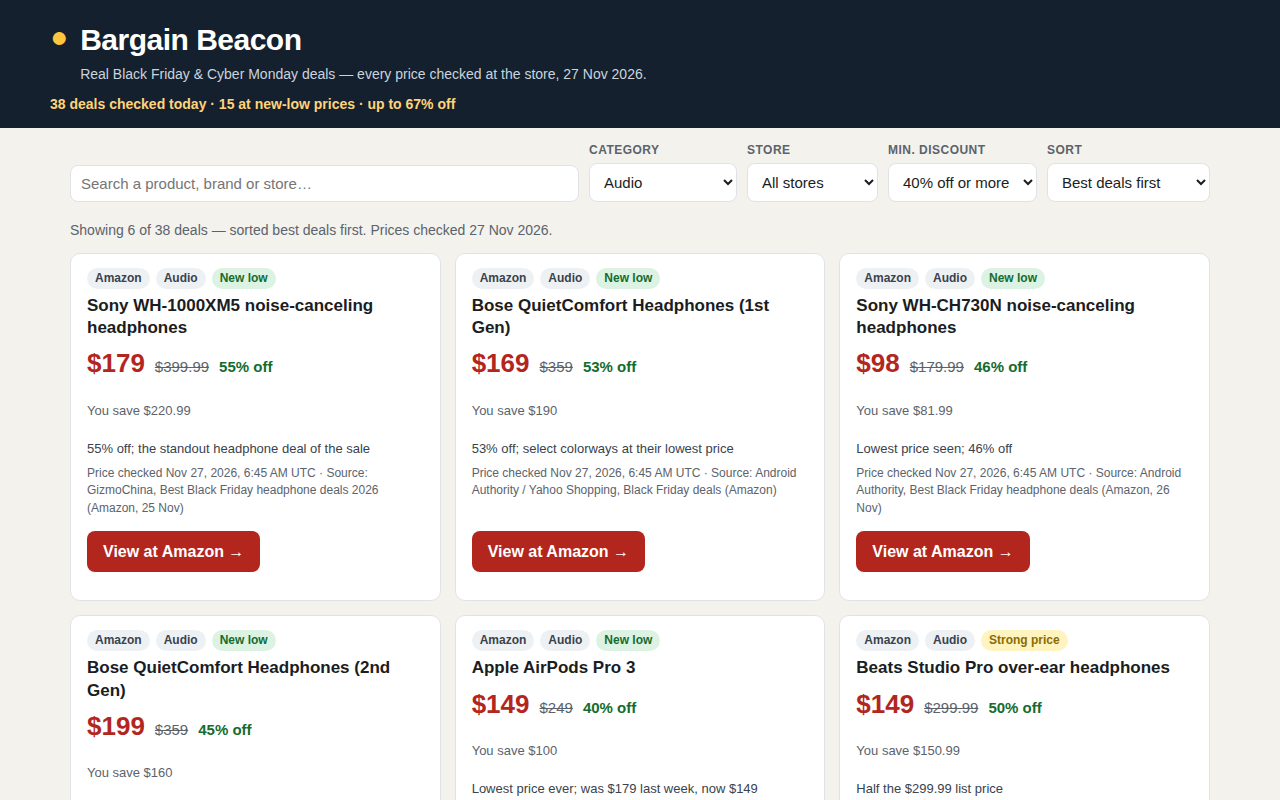 Bargain Beacon
Real Black Friday & Cyber Monday deals — every price checked at the store, 27 Nov 2026.
38 deals checked today · 15 at new-low prices · up to 67% off
CATEGORY
STORE
MIN. DISCOUNT
SORT
Search a product, brand or store…
Audio
All stores
40% off or more
Best deals first
Showing 6 of 38 deals — sorted best deals first. Prices checked 27 Nov 2026.
Amazon Audio New low
Sony WH-1000XM5 noise-canceling
headphones
$179 $399.99 55% off
You save $220.99
55% off; the standout headphone deal of the sale
Price checked Nov 27, 2026, 6:45 AM UTC · Source:
GizmoChina, Best Black Friday headphone deals 2026
(Amazon, 25 Nov)
View at Amazon →
Amazon Audio New low
Bose QuietComfort Headphones (1st
Gen)
$169 $359 53% off
You save $190
53% off; select colorways at their lowest price
Price checked Nov 27, 2026, 6:45 AM UTC · Source: Android
Authority / Yahoo Shopping, Black Friday deals (Amazon)
View at Amazon →
Amazon Audio New low
Sony WH-CH730N noise-canceling
headphones
$98 $179.99 46% off
You save $81.99
Lowest price seen; 46% off
Price checked Nov 27, 2026, 6:45 AM UTC · Source: Android
Authority, Best Black Friday headphone deals (Amazon, 26
Nov)
View at Amazon →
Amazon Audio New low
Bose QuietComfort Headphones (2nd
Gen)
$199 $359 45% off
You save $160
Amazon Audio New low
Apple AirPods Pro 3
$149 $249 40% off
You save $100
Lowest price ever; was $179 last week, now $149
Amazon Audio Strong price
Beats Studio Pro over-ear headphones
$149 $299.99 50% off
You save $150.99
Half the $299.99 list price